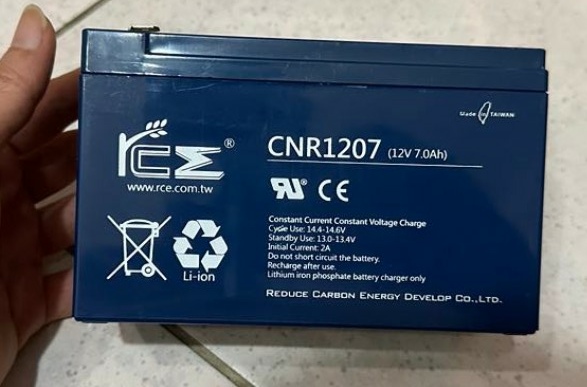 rce®
www.rce.com.tw
Made in TAIWAN
CNR1207 (12V 7.0Ah)
RU® CE
Constant Current Constant Voltage Charge
Cycle Use: 14.4-14.6V
Standby Use: 13.0-13.4V
Initial Current: 2A
Do not short circuit the battery.
Recharge after use.
Lithium iron phosphate battery charger only
Li-ion
REDUCE CARBON ENERGY DEVELOP CO.,LTD.